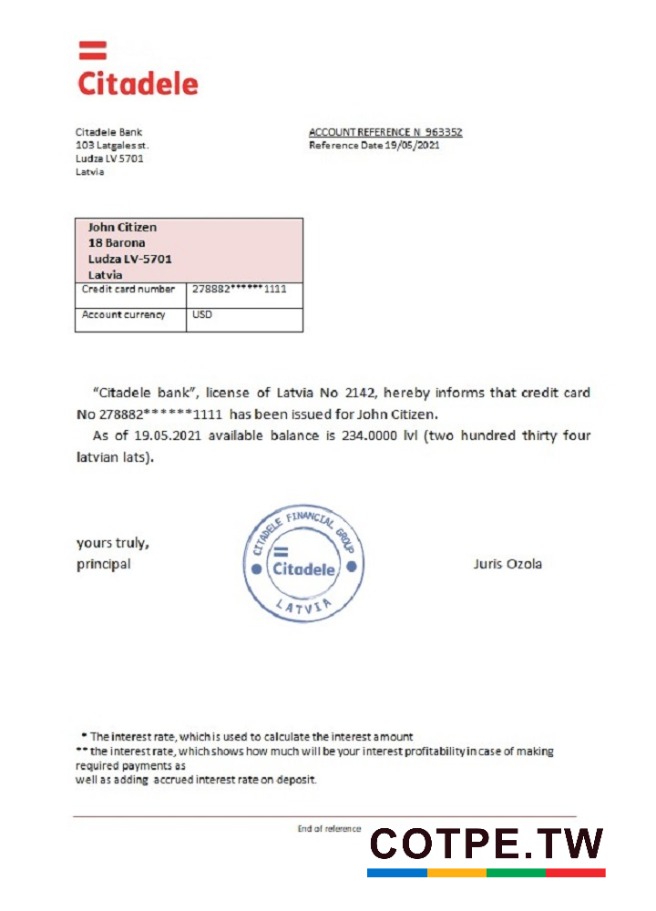 Citadele
Citadele Bank
103 Latgales st.
Ludza LV 5701
Latvia
ACCOUNT REFERENCE N 963352
Reference Date 19/05/2021
John Citizen
18 Barona
Ludza LV-5701
Latvia
Credit card number 278882******1111
Account currency USD
“Citadele bank”, license of Latvia No 2142, hereby informs that credit card
No 278882******1111 has been issued for John Citizen.
As of 19.05.2021 available balance is 234.0000 lvl (two hundred thirty four
latvian lats).
yours truly,
principal
CITADELE FINANCIAL GROUP
Citadele
LATVIA
Juris Ozola
* The interest rate, which is used to calculate the interest amount
** the interest rate, which shows how much will be your interest profitability in case of making
required payments as
well as adding accrued interest rate on deposit.
End of reference
COTPE.TW